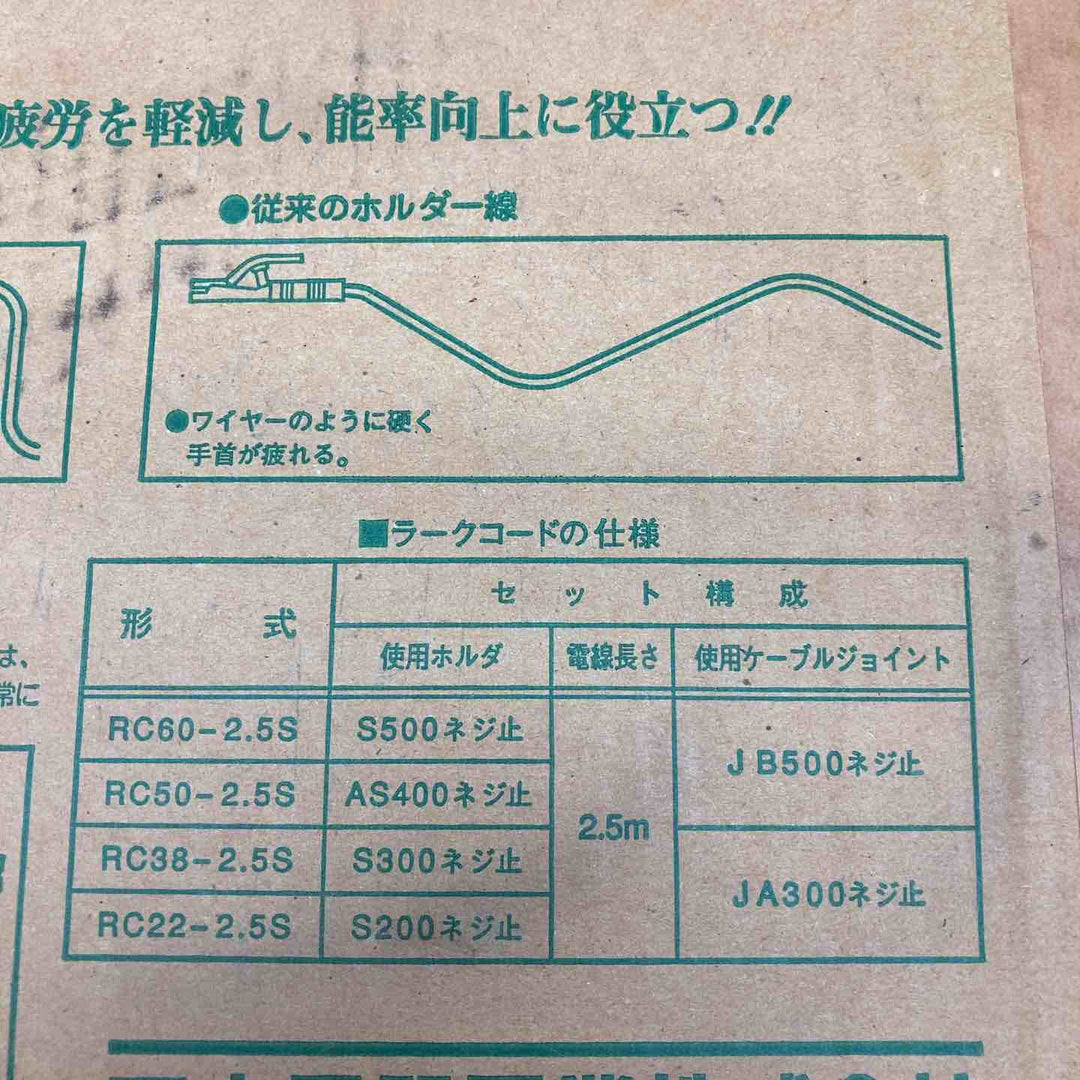 疲労を軽減し、能率向上に役立つ!!
●従来のホルダー線
●ワイヤーのように硬く
手首が疲れる。
■ラークコードの仕様
形式 セット構成
使用ホルダ 電線長さ 使用ケーブルジョイント
RC60-2.5S S500ネジ止 2.5m JB500ネジ止
RC50-2.5S AS400ネジ止
RC38-2.5S S300ネジ止 JA300ネジ止
RC22-2.5S S200ネジ止
は、
常に